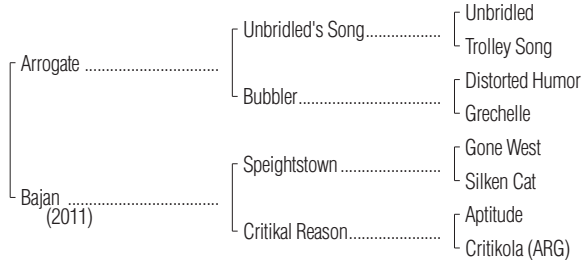 Unbridled
Unbridled's Song
Trolley Song
Arrogate
Distorted Humor
Bubbler
Grechelle
Gone West
Speightstown
Silken Cat
Bajan
(2011)
Aptitude
Critikal Reason
Critikola (ARG)